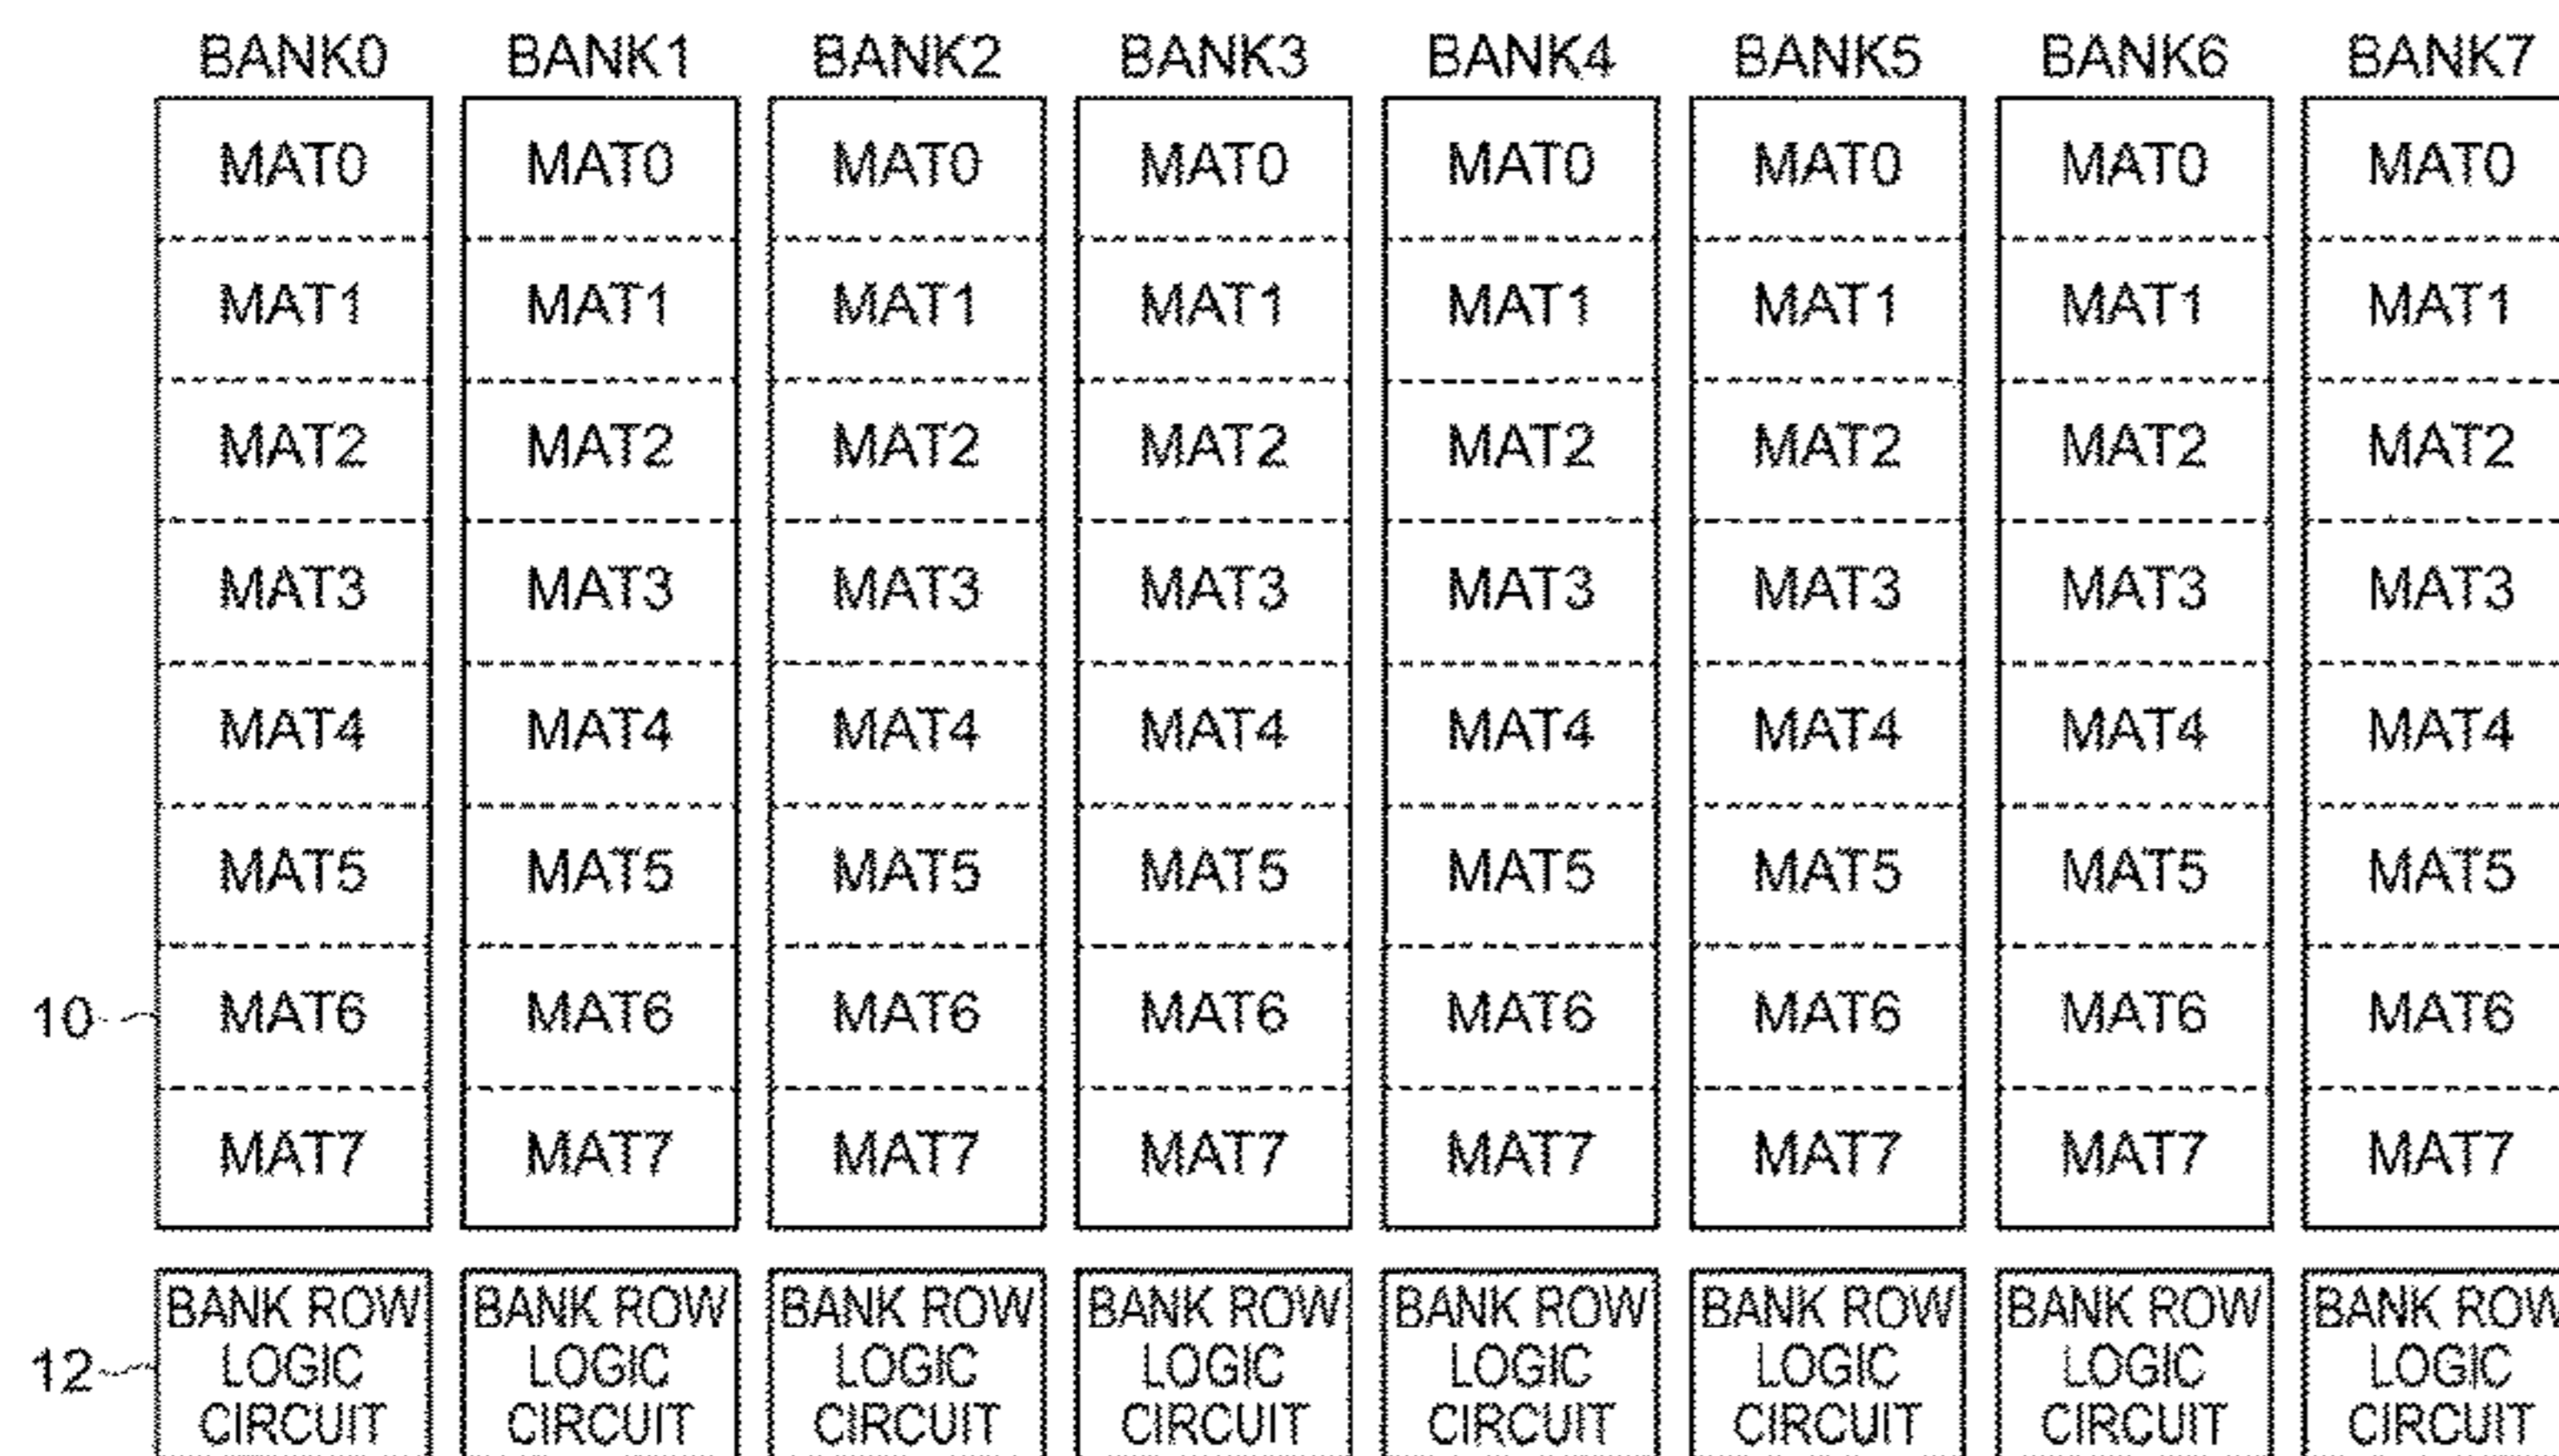 BANK0 BANK1 BANK2 BANK3 BANK4 BANK5 BANK6 BANK7
MAT0 MAT0 MAT0 MAT0 MAT0 MAT0 MAT0 MAT0
MAT1 MAT1 MAT1 MAT1 MAT1 MAT1 MAT1 MAT1
MAT2 MAT2 MAT2 MAT2 MAT2 MAT2 MAT2 MAT2
MAT3 MAT3 MAT3 MAT3 MAT3 MAT3 MAT3 MAT3
MAT4 MAT4 MAT4 MAT4 MAT4 MAT4 MAT4 MAT4
MAT5 MAT5 MAT5 MAT5 MAT5 MAT5 MAT5 MAT5
10 MAT6 MAT6 MAT6 MAT6 MAT6 MAT6 MAT6 MAT6
MAT7 MAT7 MAT7 MAT7 MAT7 MAT7 MAT7 MAT7
BANK ROW BANK ROW BANK ROW BANK ROW BANK ROW BANK ROW BANK ROW BANK ROW
12 LOGIC LOGIC LOGIC LOGIC LOGIC LOGIC LOGIC LOGIC
CIRCUIT CIRCUIT CIRCUIT CIRCUIT CIRCUIT CIRCUIT CIRCUIT CIRCUIT